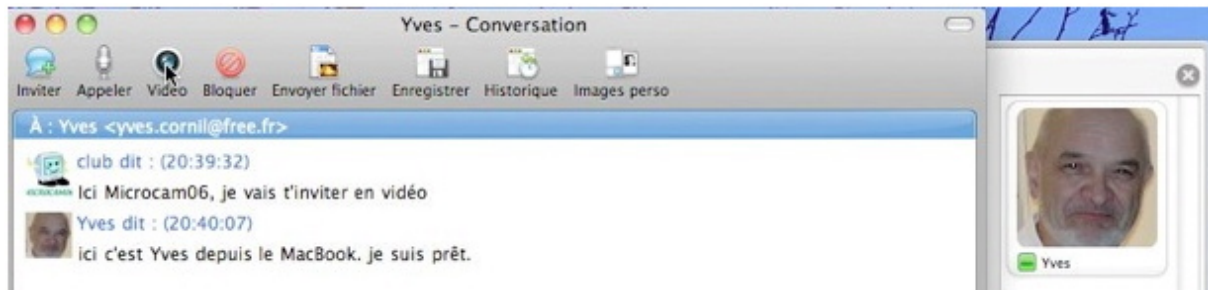 Yves – Conversation
Inviter Appeler Vidéo Bloquer Envoyer fichier Enregistrer Historique Images perso
À : Yves <yves.cornil@free.fr>
club dit : (20:39:32)
Ici Microcam06, je vais t'inviter en vidéo
Yves dit : (20:40:07)
ici c'est Yves depuis le MacBook. je suis prêt.
Yves